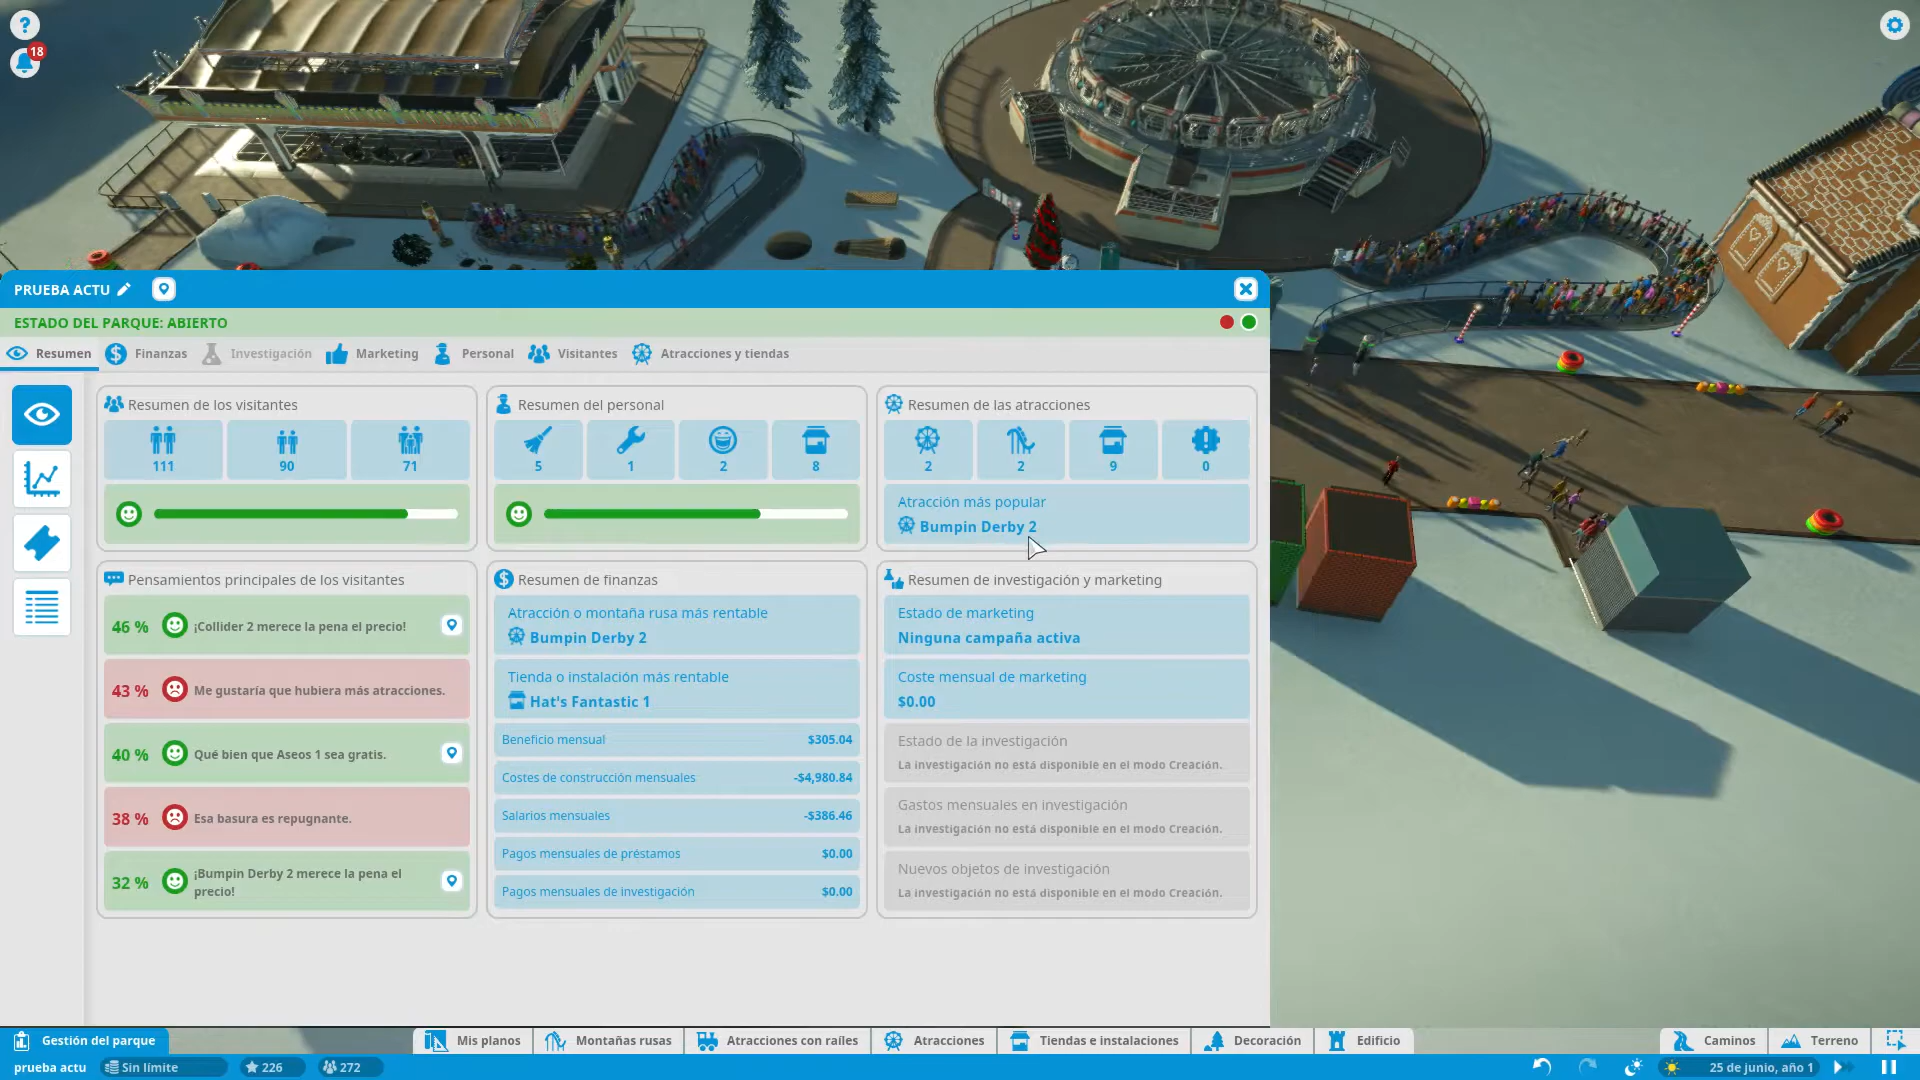 ?
18
PRUEBA ACTU
ESTADO DEL PARQUE: ABIERTO
Resumen
Finanzas
Investigación
Marketing
Personal
Visitantes
Atracciones y tiendas
Resumen de los visitantes
111
90
71
Resumen del personal
5
1
2
8
Resumen de las atracciones
2
2
9
0
Atracción más popular
Bumpin Derby 2
Pensamientos principales de los visitantes
46 %
¡Collider 2 merece la pena el precio!
43 %
Me gustaría que hubiera más atracciones.
40 %
Qué bien que Aseos 1 sea gratis.
38 %
Esa basura es repugnante.
32 %
¡Bumpin Derby 2 merece la pena el
precio!
Resumen de finanzas
Atracción o montaña rusa más rentable
Bumpin Derby 2
Tienda o instalación más rentable
Hat's Fantastic 1
Beneficio mensual $305.04
Costes de construcción mensuales -$4,980.84
Salarios mensuales -$386.46
Pagos mensuales de préstamos $0.00
Pagos mensuales de investigación $0.00
Resumen de investigación y marketing
Estado de marketing
Ninguna campaña activa
Coste mensual de marketing
$0.00
Estado de la investigación
La investigación no está disponible en el modo Creación.
Gastos mensuales en investigación
La investigación no está disponible en el modo Creación.
Nuevos objetos de investigación
La investigación no está disponible en el modo Creación.
Gestión del parque
Mis planos
Montañas rusas
Atracciones con raíles
Atracciones
Tiendas e instalaciones
Decoración
Edificio
Caminos
Terreno
prueba actu
Sin límite
226
272
25 de junio, año 1